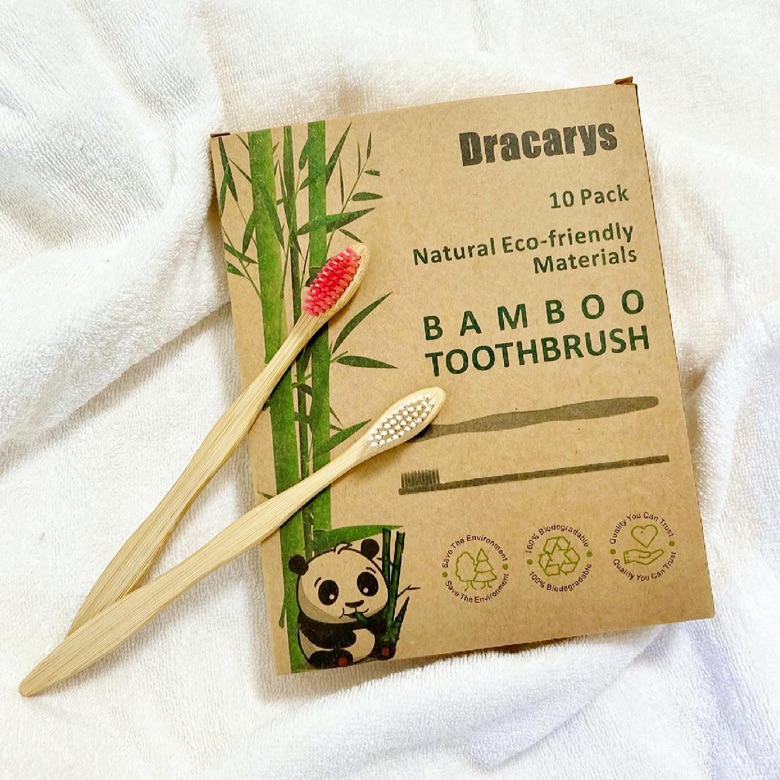 Dracarys
10 Pack
Natural Eco-friendly
Materials
BAMBOO
TOOTHBRUSH
Save The Environment
Save The Environment
100% Biodegradable
100% Biodegradable
Quality You Can Trust
Quality You Can Trust